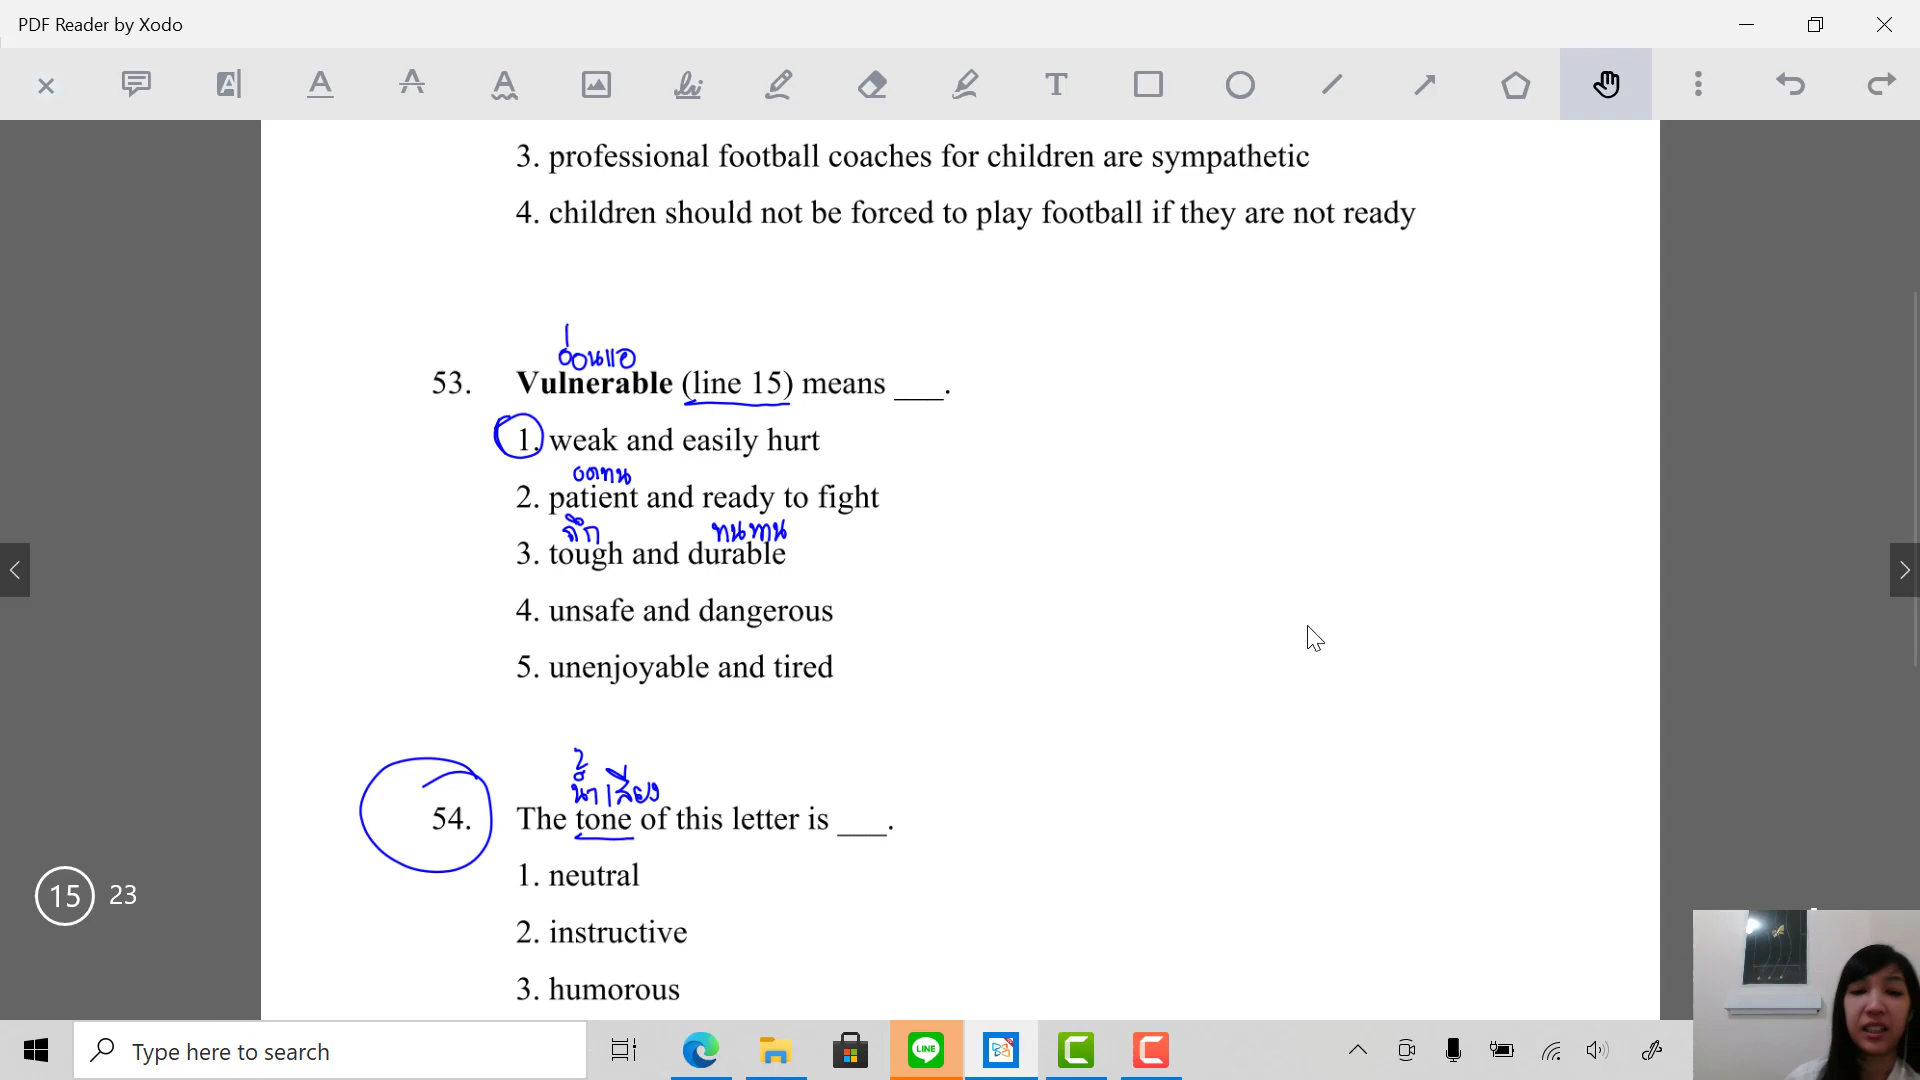 PDF Reader by Xodo
3. professional football coaches for children are sympathetic
4. children should not be forced to play football if they are not ready
อ่อนแอ
53. Vulnerable (line 15) means ___.
1. weak and easily hurt
อดทน
2. patient and ready to fight
ถึก ทนทาน
3. tough and durable
4. unsafe and dangerous
5. unenjoyable and tired
น้ำเสียง
54. The tone of this letter is ___.
1. neutral
2. instructive
3. humorous
15 23
Type here to search
LINE